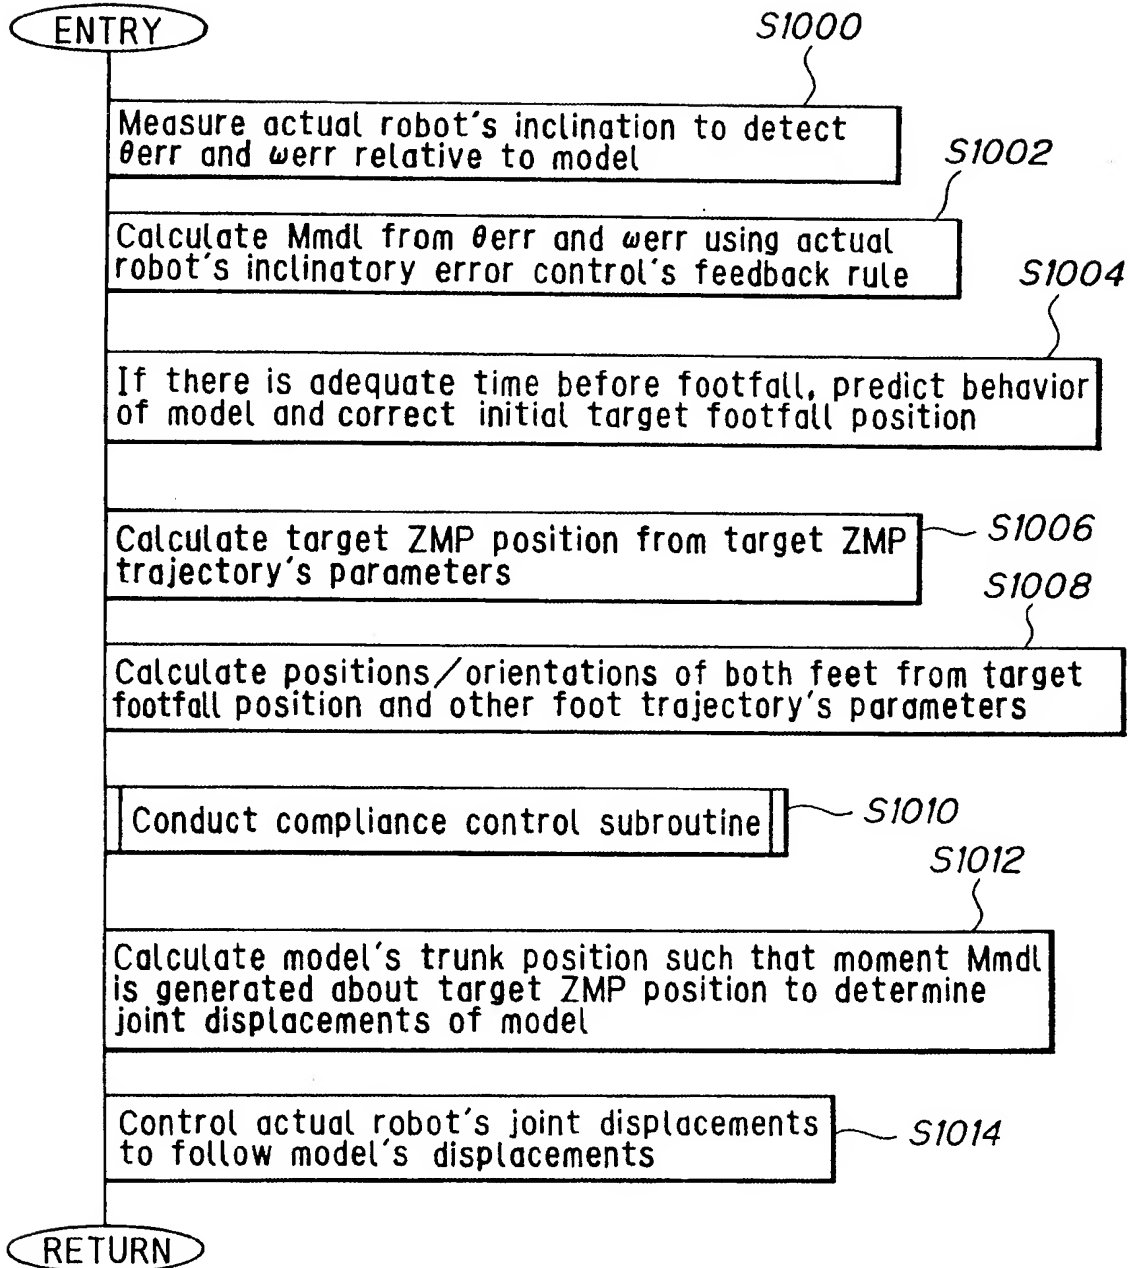 ENTRY
S1000
Measure actual robot's inclination to detect
θerr and ωerr relative to model
S1002
Calculate Mmdl from θerr and ωerr using actual
robot's inclinatory error control's feedback rule
S1004
If there is adequate time before footfall, predict behavior
of model and correct initial target footfall position
Calculate target ZMP position from target ZMP
trajectory's parameters
S1006
S1008
Calculate positions/orientations of both feet from target
footfall position and other foot trajectory's parameters
Conduct compliance control subroutine
S1010
S1012
Calculate model's trunk position such that moment Mmdl
is generated about target ZMP position to determine
joint displacements of model
Control actual robot's joint displacements
to follow model's displacements
S1014
RETURN